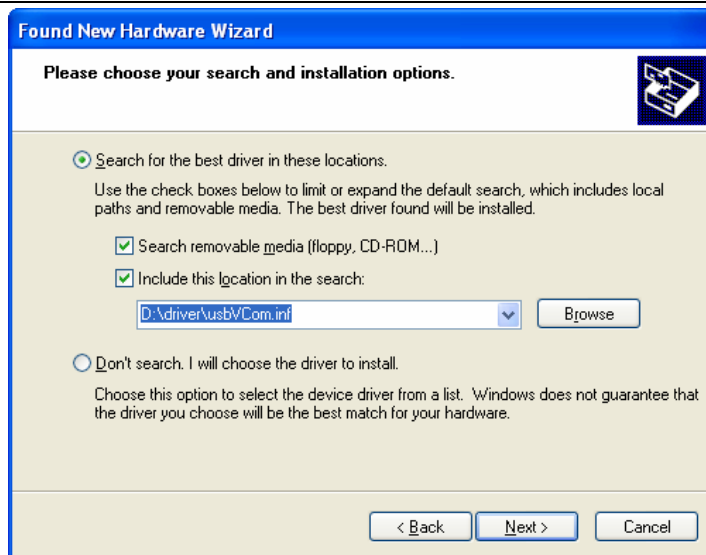 Found New Hardware Wizard
Please choose your search and installation options.
Search for the best driver in these locations.
Use the check boxes below to limit or expand the default search, which includes local
paths and removable media. The best driver found will be installed.
Search removable media (floppy, CD-ROM...)
Include this location in the search:
D:\driver\usbVCom.inf
Browse
Don't search. I will choose the driver to install.
Choose this option to select the device driver from a list. Windows does not guarantee that
the driver you choose will be the best match for your hardware.
< Back Next > Cancel